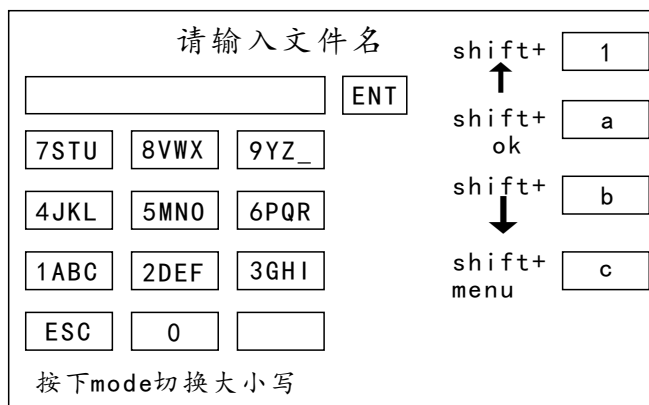 请输入文件名
ENT
7STU 8VWX 9YZ_
4JKL 5MNO 6PQR
1ABC 2DEF 3GHI
ESC 0
按下mode切换大小写
shift+ 1
shift+ a
ok
shift+ b
shift+ c
menu